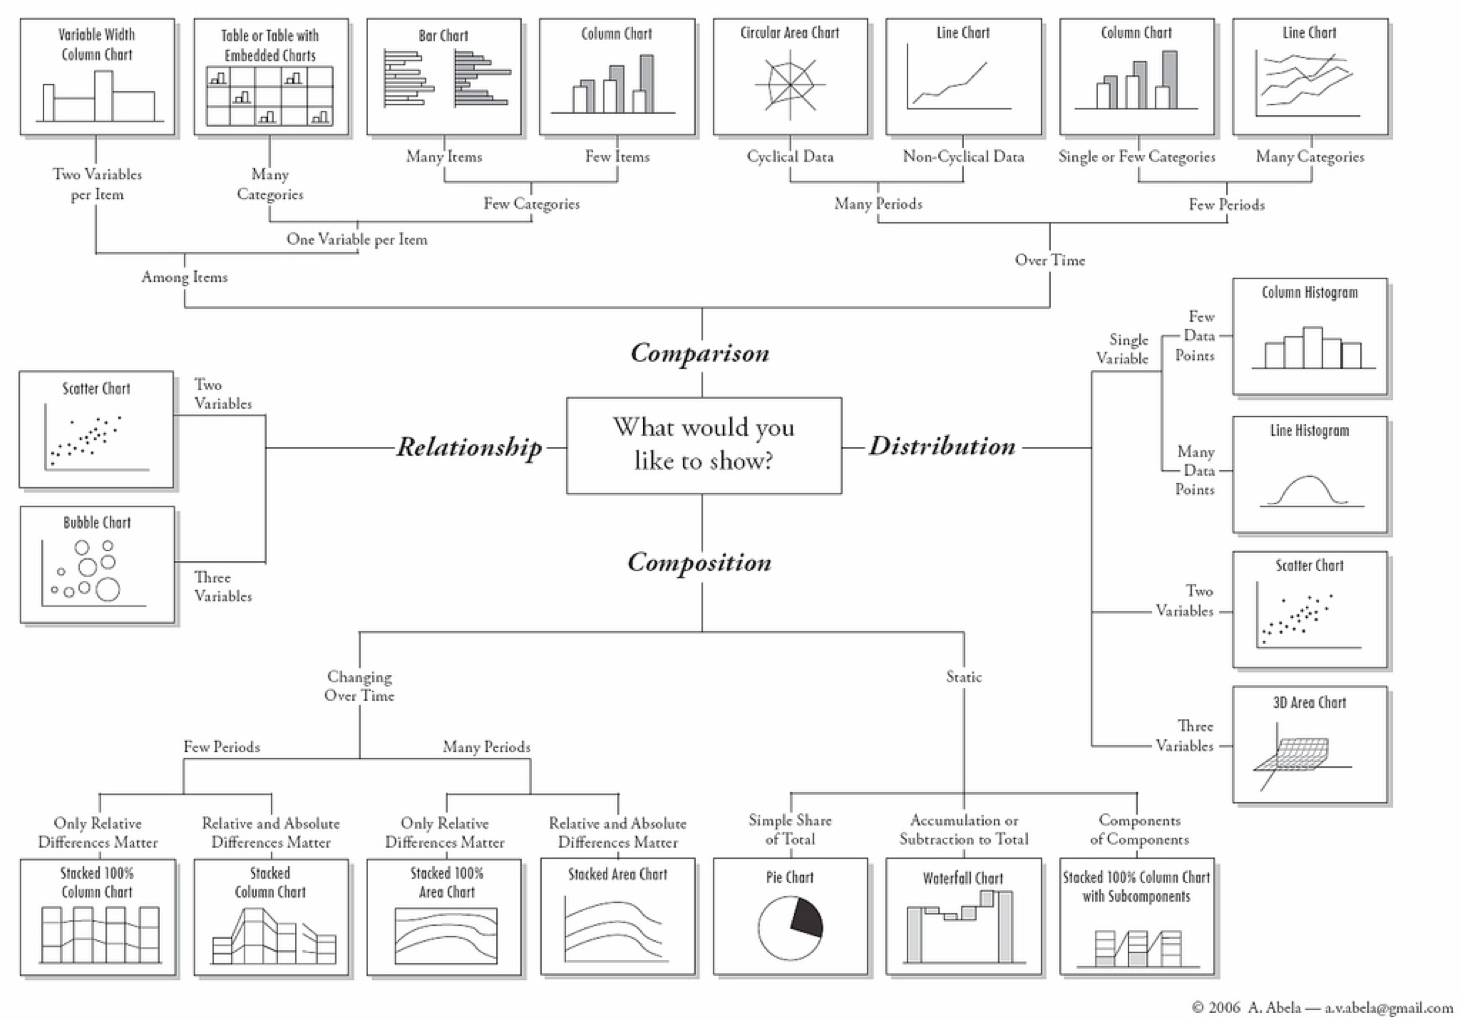 Variable Width
Column Chart
Table or Table with
Embedded Charts
Bar Chart
Column Chart
Circular Area Chart
Line Chart
Column Chart
Line Chart
Two Variables
per Item
Many
Categories
Many Items
Few Items
Cyclical Data
Non-Cyclical Data
Single or Few Categories
Many Categories
Few Categories
Many Periods
Few Periods
One Variable per Item
Among Items
Over Time
Comparison
What would you
like to show?
Relationship
Two
Variables
Scatter Chart
Three
Variables
Bubble Chart
Distribution
Single
Variable
Few
Data
Points
Column Histogram
Many
Data
Points
Line Histogram
Two
Variables
Scatter Chart
Three
Variables
3D Area Chart
Composition
Changing
Over Time
Static
Few Periods
Many Periods
Only Relative
Differences Matter
Relative and Absolute
Differences Matter
Only Relative
Differences Matter
Relative and Absolute
Differences Matter
Simple Share
of Total
Accumulation or
Subtraction to Total
Components
of Components
Stacked 100%
Column Chart
Stacked
Column Chart
Stacked 100%
Area Chart
Stacked Area Chart
Pie Chart
Waterfall Chart
Stacked 100% Column Chart
with Subcomponents
© 2006 A. Abela — a.v.abela@gmail.com